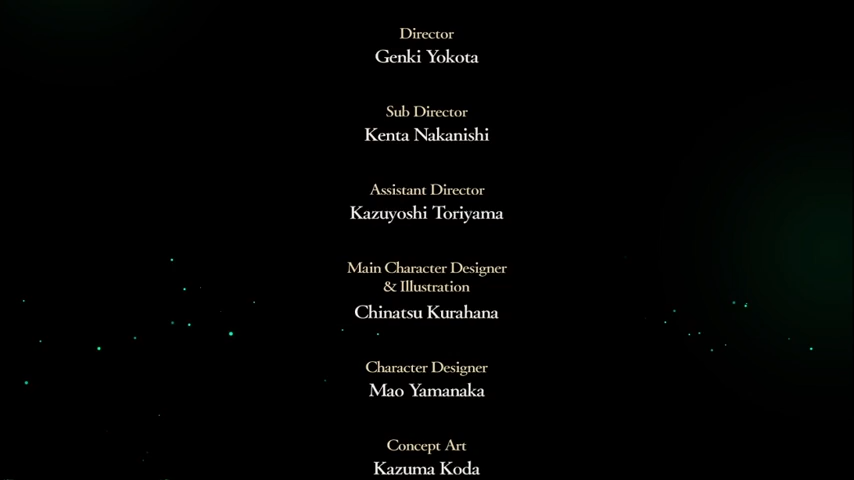 Director
Genki Yokota
Sub Director
Kenta Nakanishi
Assistant Director
Kazuyoshi Toriyama
Main Character Designer
& Illustration
Chinatsu Kurahana
Character Designer
Mao Yamanaka
Concept Art
Kazuma Koda